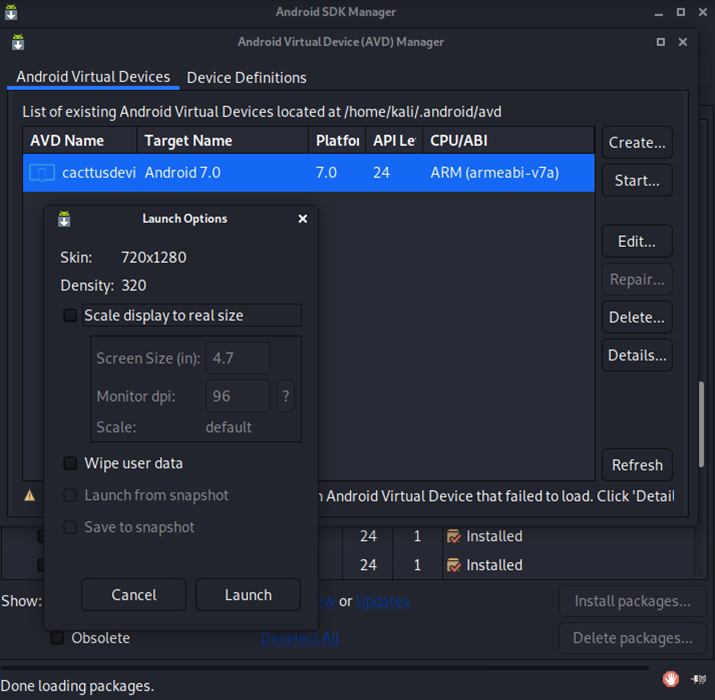 Android SDK Manager
Android Virtual Device (AVD) Manager
Android Virtual Devices Device Definitions
List of existing Android Virtual Devices located at /home/kali/.android/avd
AVD Name Target Name Platfor API Le CPU/ABI
cacttusdevi Android 7.0 7.0 24 ARM (armeabi-v7a)
Create...
Start...
Edit...
Repair...
Delete...
Details...
Refresh
Launch Options
Skin: 720x1280
Density: 320
Scale display to real size
Screen Size (in): 4.7
Monitor dpi: 96 ?
Scale: default
Wipe user data
Launch from snapshot
Save to snapshot
Cancel Launch
Android Virtual Device that failed to load. Click 'Detail
24 1 Installed
24 1 Installed
Show: or Updates Install packages...
Obsolete Deselect All Delete packages...
Done loading packages.